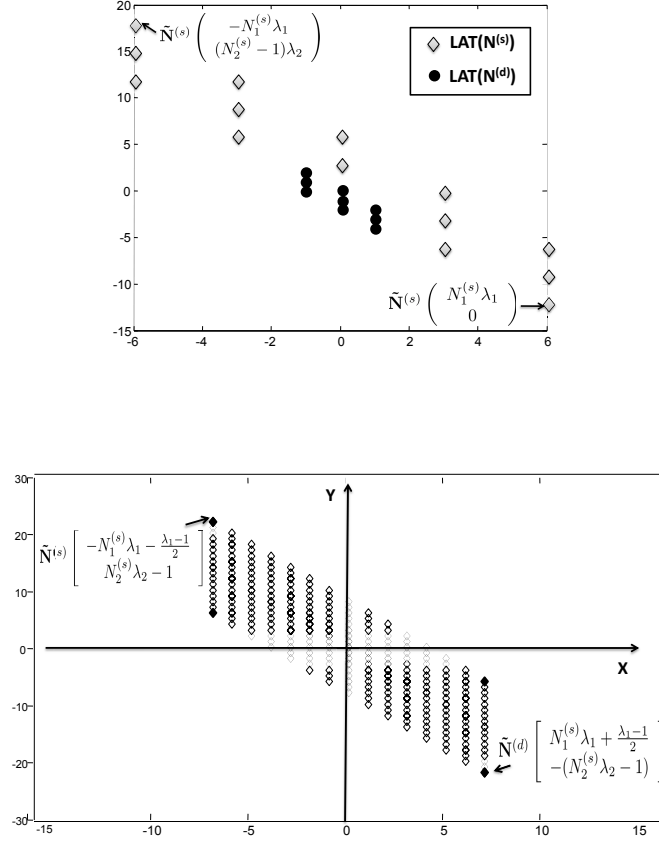 20
15
10
5
0
-5
-10
-15
-6 -4 -2 0 2 4 6
Ñ^(s) ( −N₁^(s)λ₁
(N₂^(s) − 1)λ₂ )
LAT(N^(s))
LAT(N^(d))
Ñ^(s) ( N₁^(s)λ₁
0 )
30
20
10
0
-10
-20
-30
-15 -10 -5 0 5 10 15
Y
X
Ñ^(s) [ −N₁^(s)λ₁ − (λ₁−1)/2
N₂^(s)λ₂ − 1 ]
Ñ^(d) [ N₁^(s)λ₁ + (λ₁−1)/2
−(N₂^(s)λ₂ − 1) ]